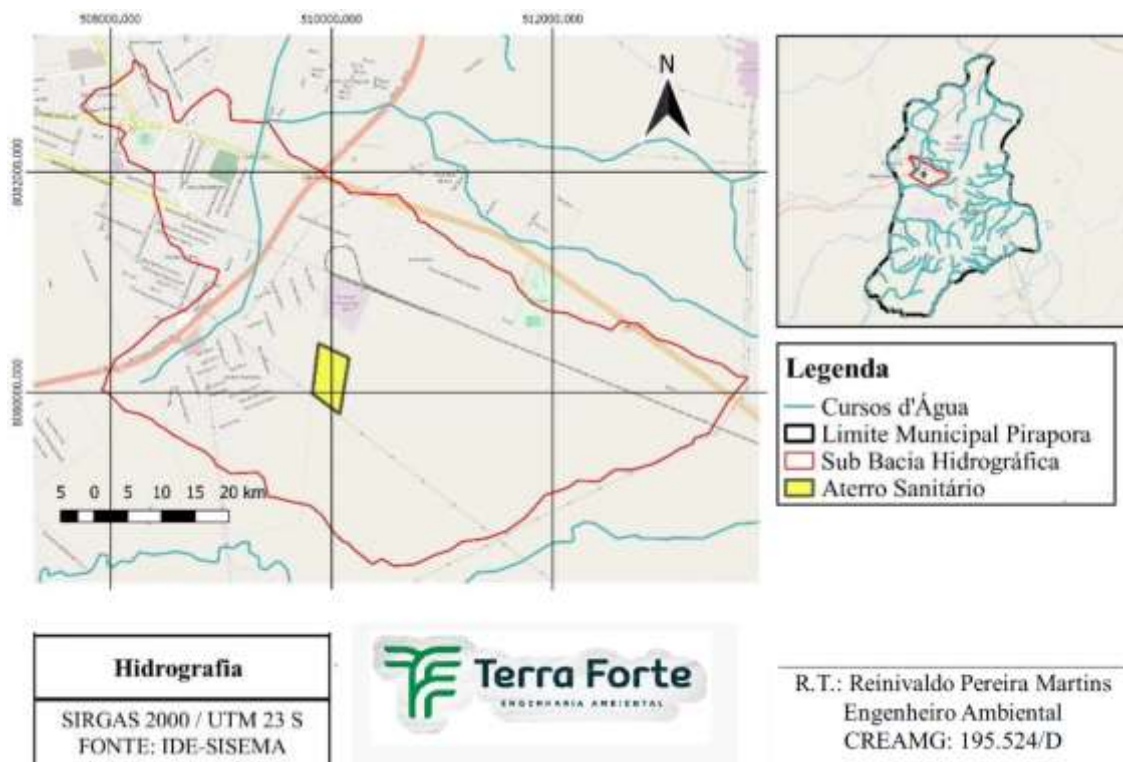 508000,000
510000,000
512000,000
8082000,000
8080000,000
N
5 0 5 10 15 20 km
Legenda
Cursos d'Água
Limite Municipal Pirapora
Sub Bacia Hidrográfica
Aterro Sanitário
Hidrografia
SIRGAS 2000 / UTM 23 S
FONTE: IDE-SISEMA
Terra Forte
ENGENHARIA AMBIENTAL
R.T.: Reinivaldo Pereira Martins
Engenheiro Ambiental
CREAMG: 195.524/D